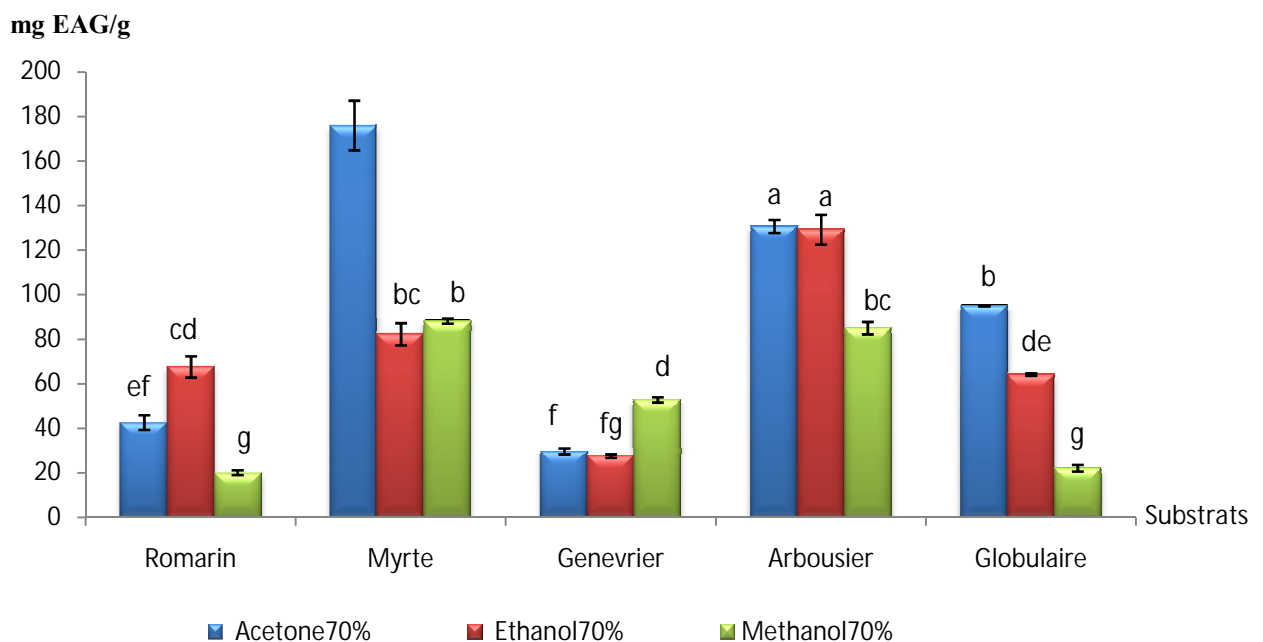 mg EAG/g
200
180
160
140
120
100
80
60
40
20
0
ef
cd
g
bc
b
f
fg
d
a
a
bc
b
de
g
Substrats
Romarin Myrte Genevrier Arbousier Globulaire
Acetone70% Ethanol70% Methanol70%